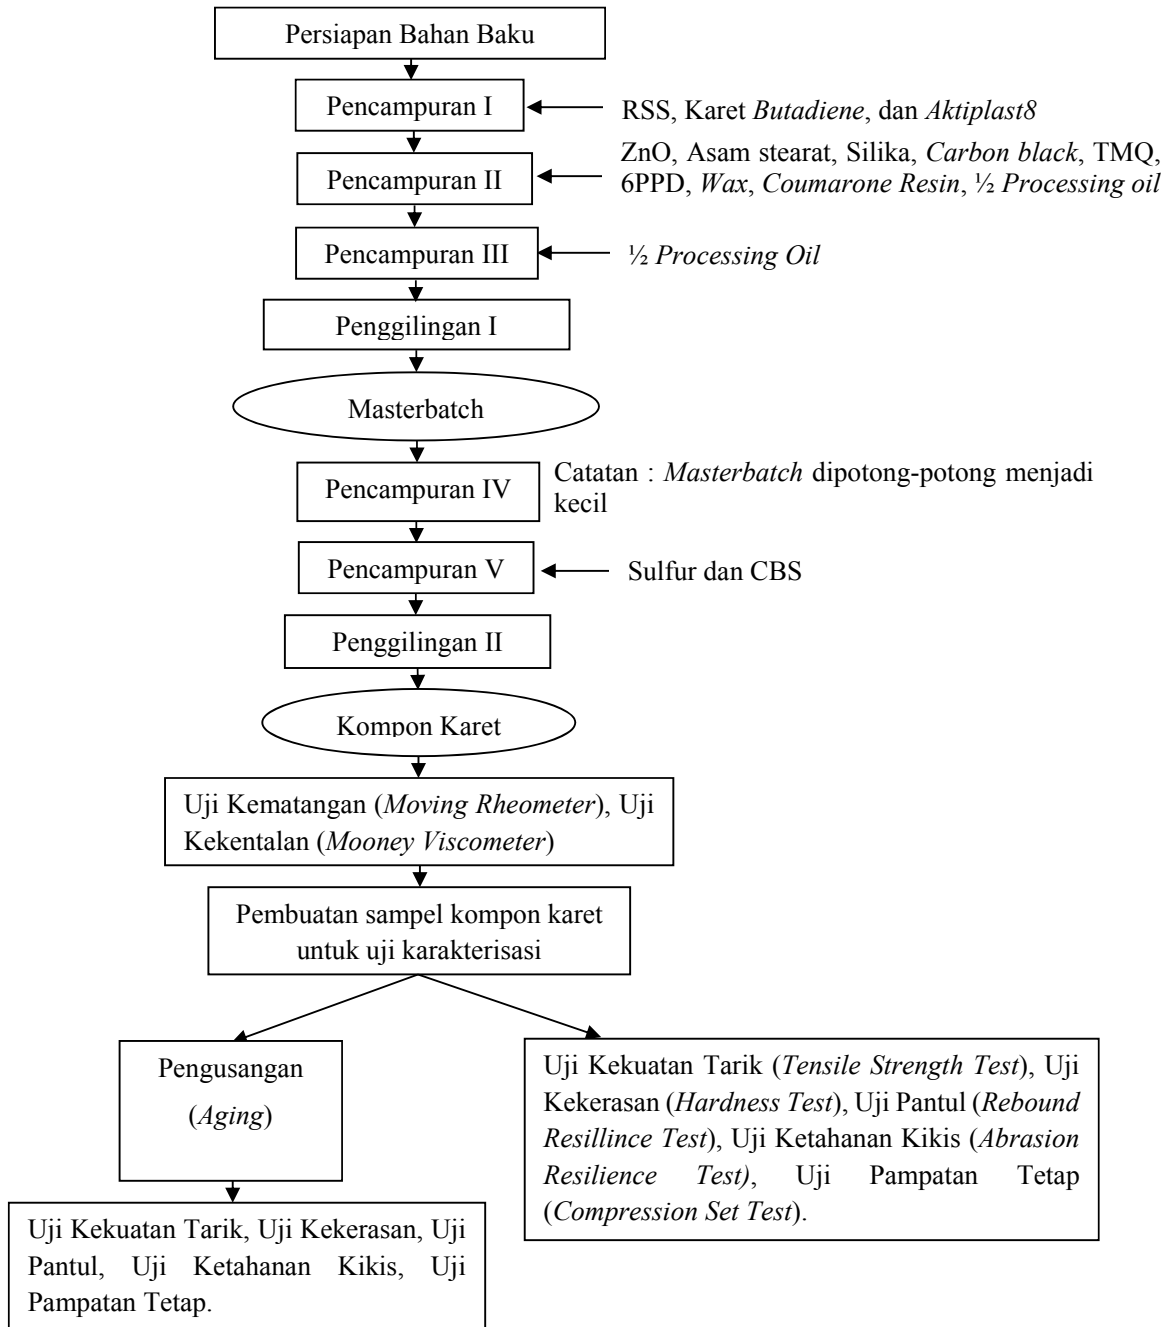 Persiapan Bahan Baku
Pencampuran I
RSS, Karet Butadiene, dan Aktiplast8
Pencampuran II
ZnO, Asam stearat, Silika, Carbon black, TMQ,
6PPD, Wax, Coumarone Resin, ½ Processing oil
Pencampuran III
½ Processing Oil
Penggilingan I
Masterbatch
Pencampuran IV
Catatan : Masterbatch dipotong-potong menjadi
kecil
Pencampuran V
Sulfur dan CBS
Penggilingan II
Kompon Karet
Uji Kematangan (Moving Rheometer), Uji
Kekentalan (Mooney Viscometer)
Pembuatan sampel kompon karet
untuk uji karakterisasi
Pengusangan
(Aging)
Uji Kekuatan Tarik (Tensile Strength Test), Uji
Kekerasan (Hardness Test), Uji Pantul (Rebound
Resillince Test), Uji Ketahanan Kikis (Abrasion
Resilience Test), Uji Pampatan Tetap
(Compression Set Test).
Uji Kekuatan Tarik, Uji Kekerasan, Uji
Pantul, Uji Ketahanan Kikis, Uji
Pampatan Tetap.